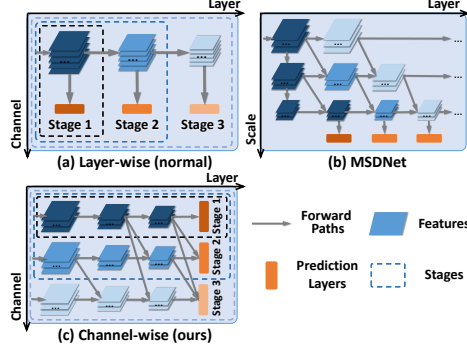 Layer
Channel
Stage 1
Stage 2
Stage 3
(a) Layer-wise (normal)
Layer
Scale
...
...
...
(b) MSDNet
Layer
Channel
Stage 1
Stage 2
Stage 3
(c) Channel-wise (ours)
Forward
Paths
Features
Prediction
Layers
Stages